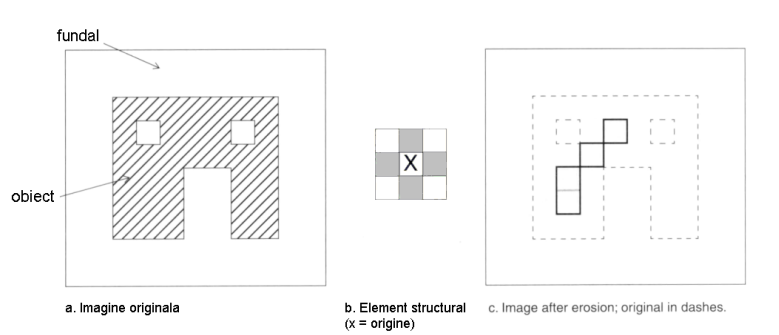 fundal
X
obiect
a. Imagine originala
b. Element structural
(x = origine)
c. Image after erosion; original in dashes.